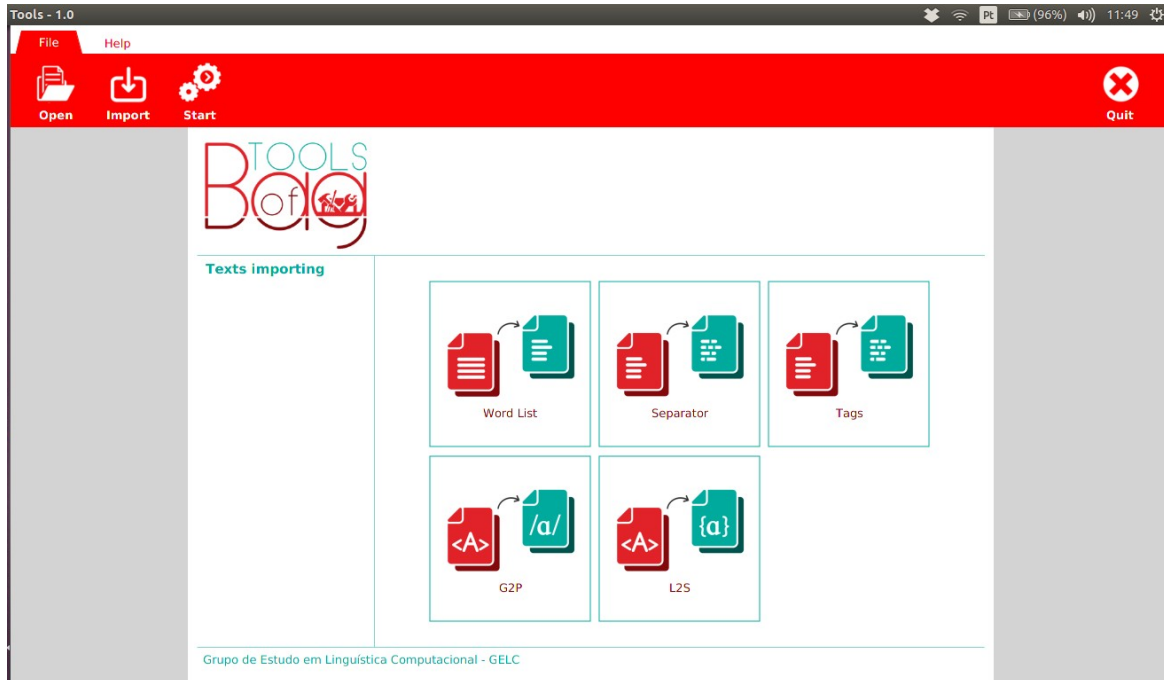 Tools - 1.0
Pt (96%) 11:49
File Help
Open Import Start Quit
TOOLS
Bag
of
Texts importing
Word List Separator Tags
<A> /ɑ/ <A> {ɑ}
G2P L2S
Grupo de Estudo em Linguística Computacional - GELC